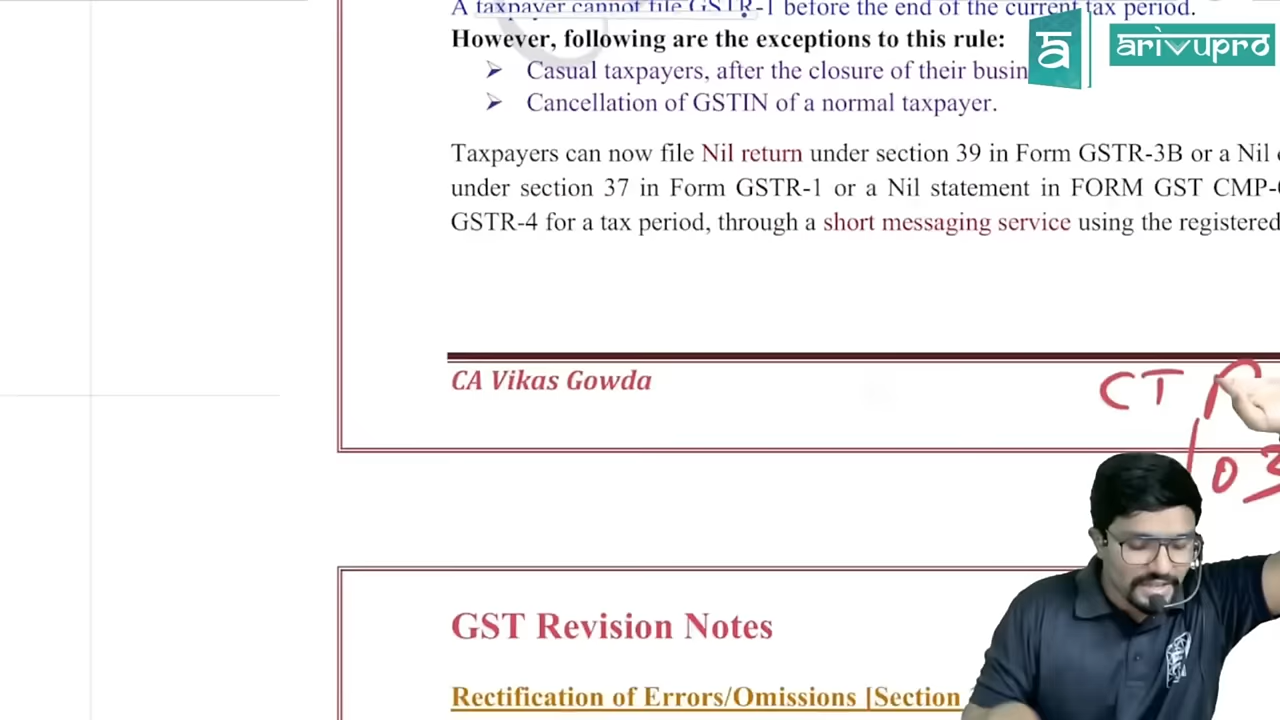 A taxpayer cannot file GSTR-1 before the end of the current tax period.
However, following are the exceptions to this rule:
➢ Casual taxpayers, after the closure of their busin
➢ Cancellation of GSTIN of a normal taxpayer.
ā arivupro
Taxpayers can now file Nil return under section 39 in Form GSTR-3B or a Nil
under section 37 in Form GSTR-1 or a Nil statement in FORM GST CMP-
GSTR-4 for a tax period, through a short messaging service using the registered
CA Vikas Gowda
CT
03
GST Revision Notes
Rectification of Errors/Omissions [Section